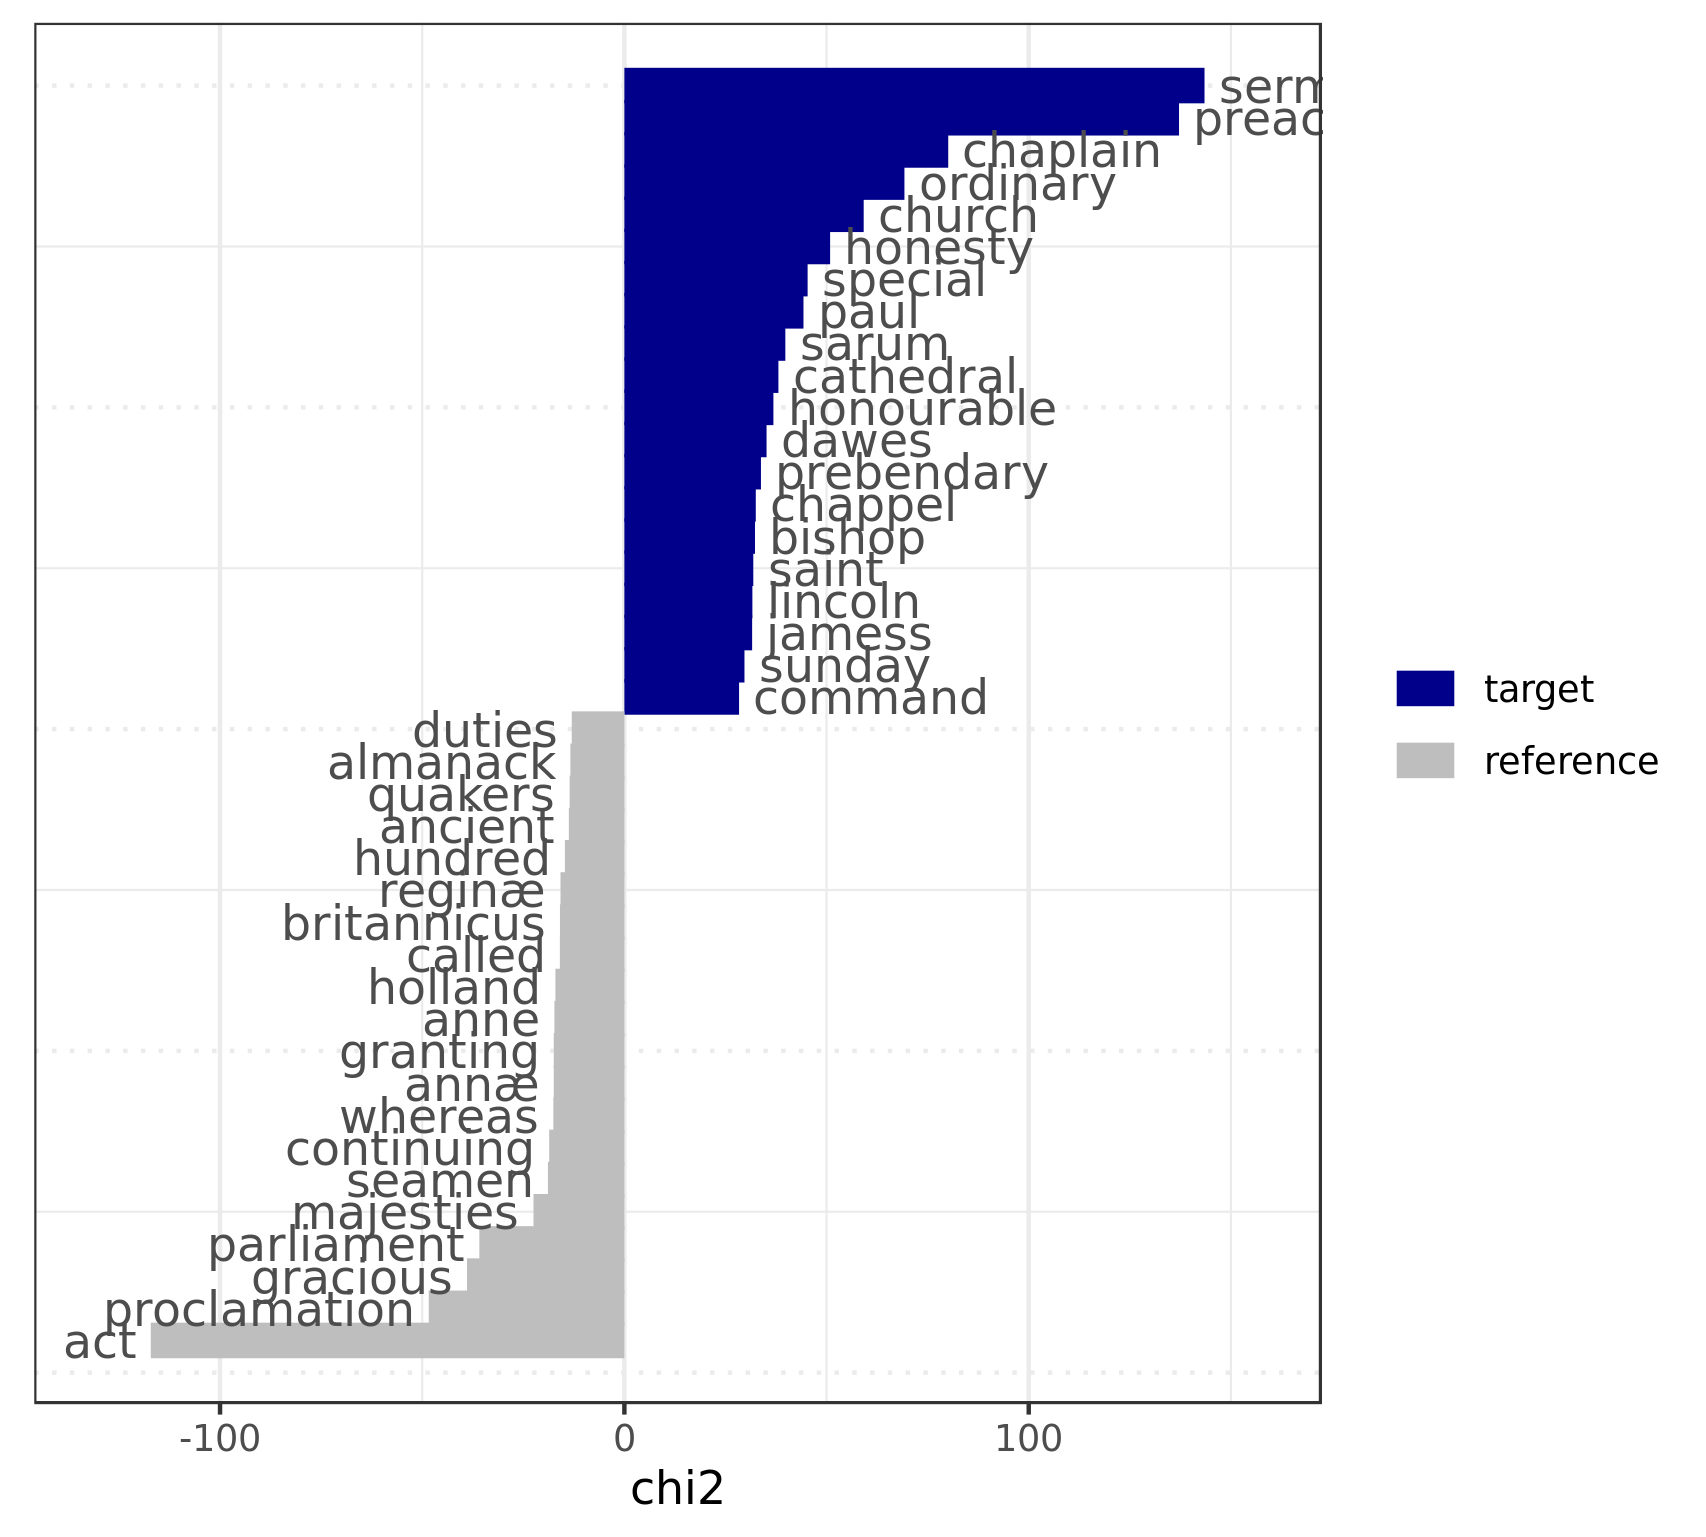 serm
preac
chaplain
ordinary
church
honesty
special
paul
sarum
cathedral
honourable
dawes
prebendary
chappel
bishop
saint
lincoln
jamess
sunday
command
duties
almanack
quakers
ancient
hundred
reginæ
britannicus
called
holland
anne
granting
annæ
whereas
continuing
seamen
majesties
parliament
gracious
proclamation
act
-100 0 100
chi2
target
reference